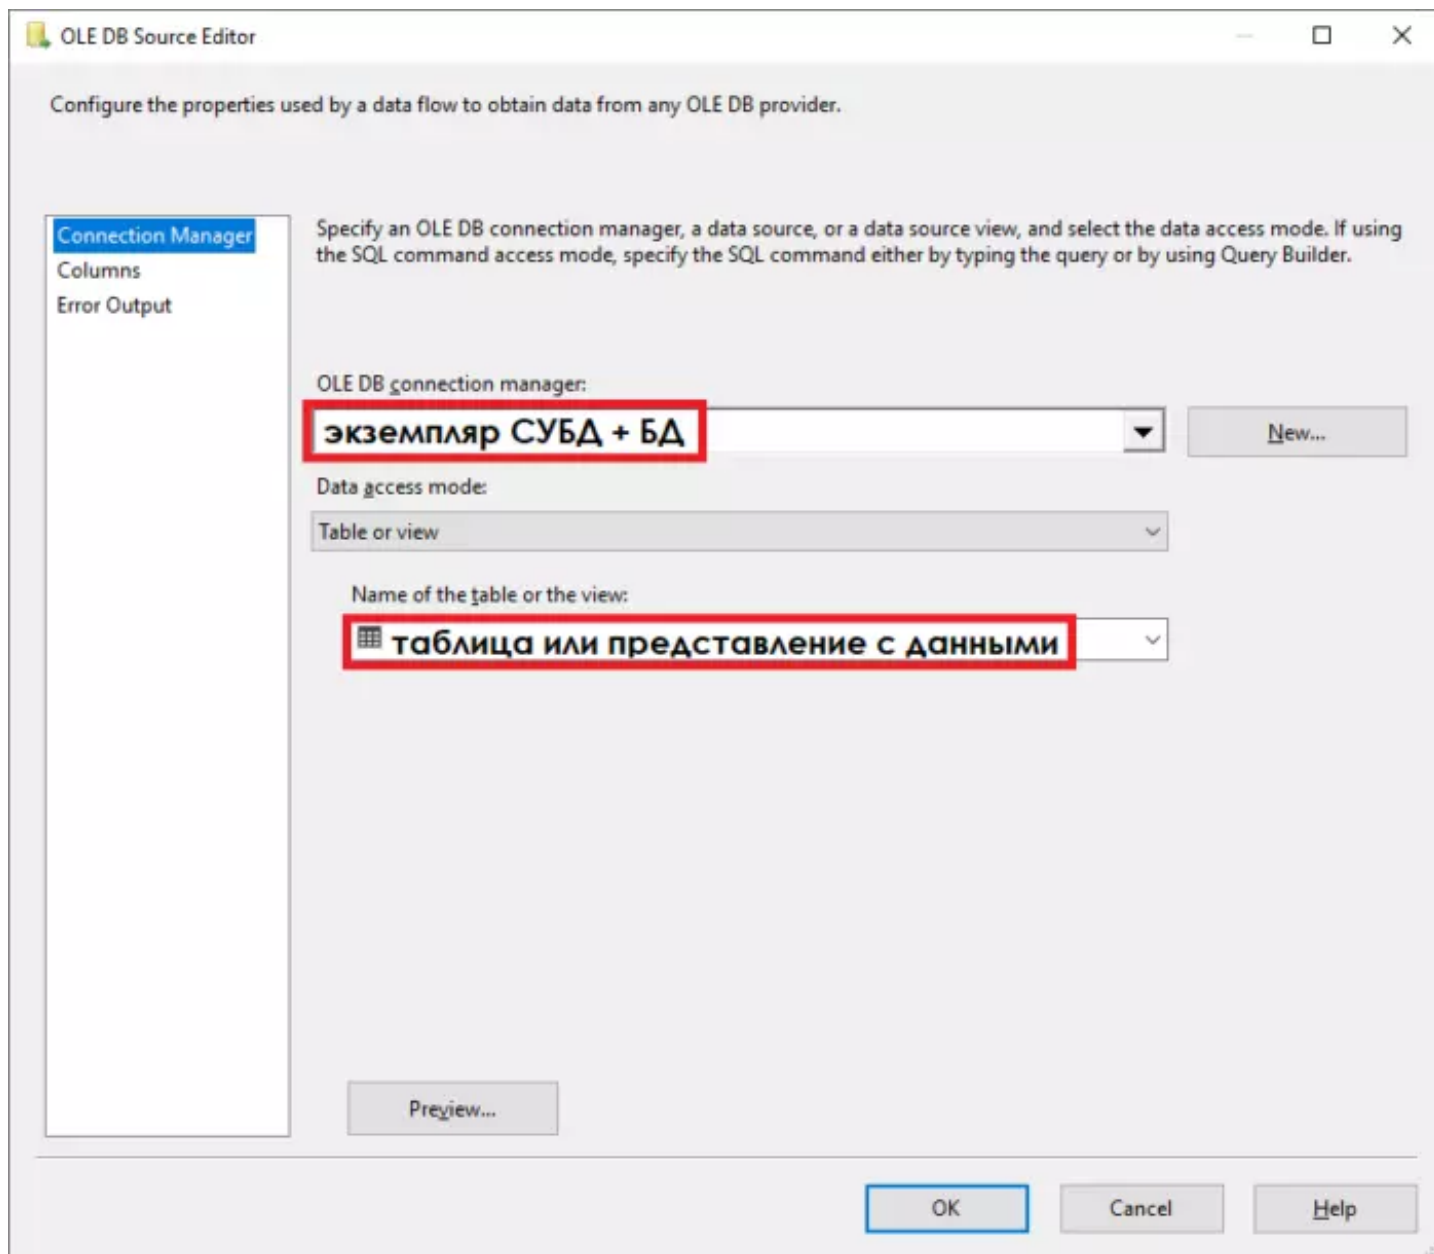 OLE DB Source Editor
Configure the properties used by a data flow to obtain data from any OLE DB provider.
Connection Manager
Columns
Error Output
Specify an OLE DB connection manager, a data source, or a data source view, and select the data access mode. If using
the SQL command access mode, specify the SQL command either by typing the query or by using Query Builder.
OLE DB connection manager:
экземпляр СУБД + БД
New...
Data access mode:
Table or view
Name of the table or the view:
таблица или представление с данными
Preview...
OK
Cancel
Help